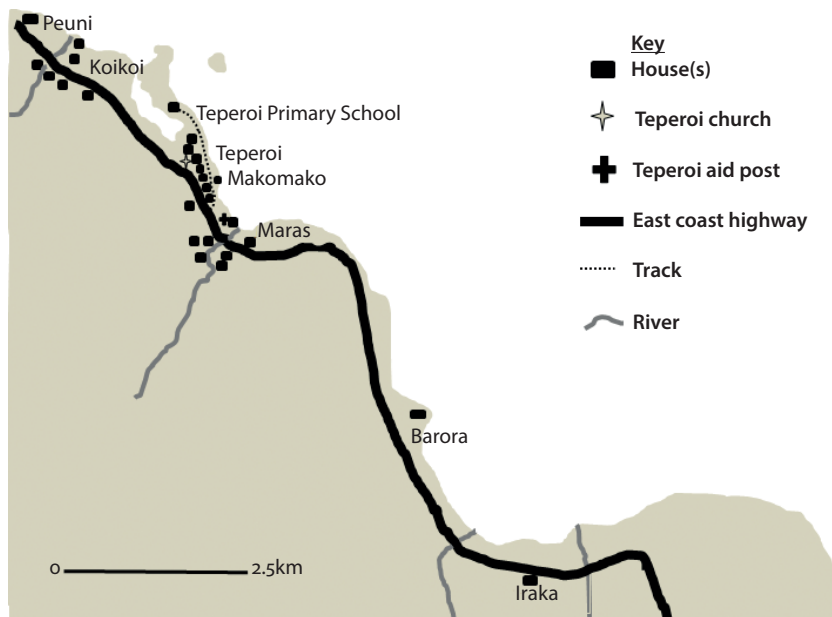 Peuni
Koikoi
Teperoi Primary School
Teperoi
Makomako
Maras
Barora
Iraka
0 2.5km
Key
House(s)
Teperoi church
Teperoi aid post
East coast highway
Track
River